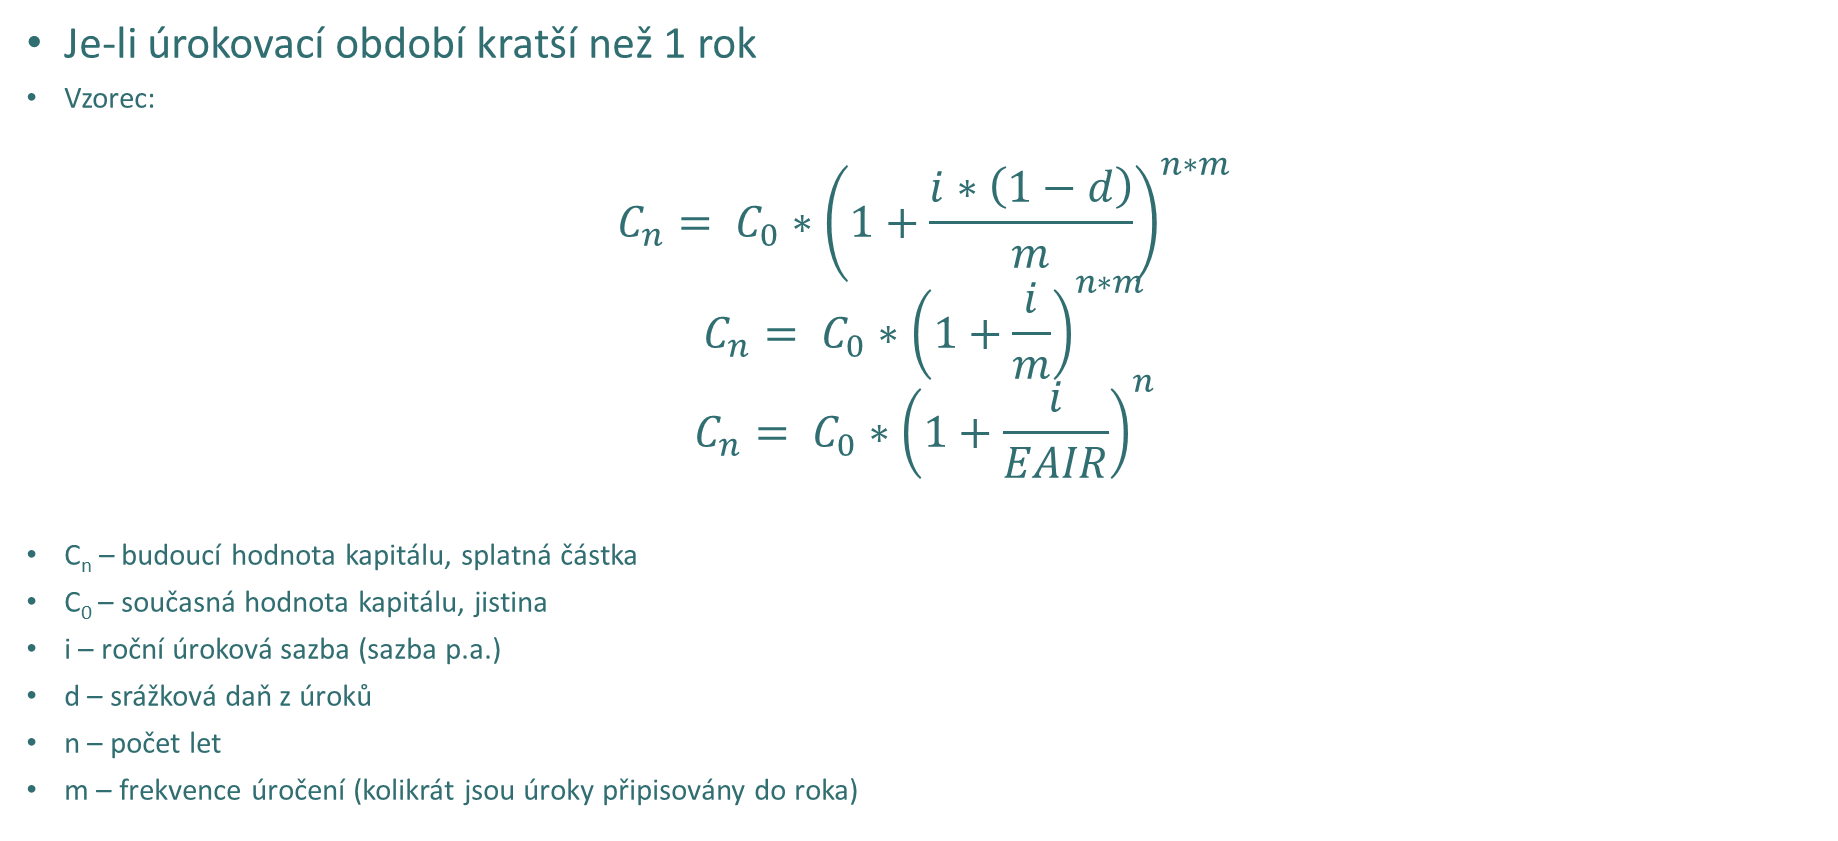 • Je-li úrokovací období kratší než 1 rok
• Vzorec:
C_n = C_0 * (1 + i * (1 − d) / m)^{n*m}
C_n = C_0 * (1 + i / m)^{n*m}
C_n = C_0 * (1 + i / EAIR)^n
• C_n – budoucí hodnota kapitálu, splatná částka
• C_0 – současná hodnota kapitálu, jistina
• i – roční úroková sazba (sazba p.a.)
• d – srážková daň z úroků
• n – počet let
• m – frekvence úročení (kolikrát jsou úroky připisovány do roka)